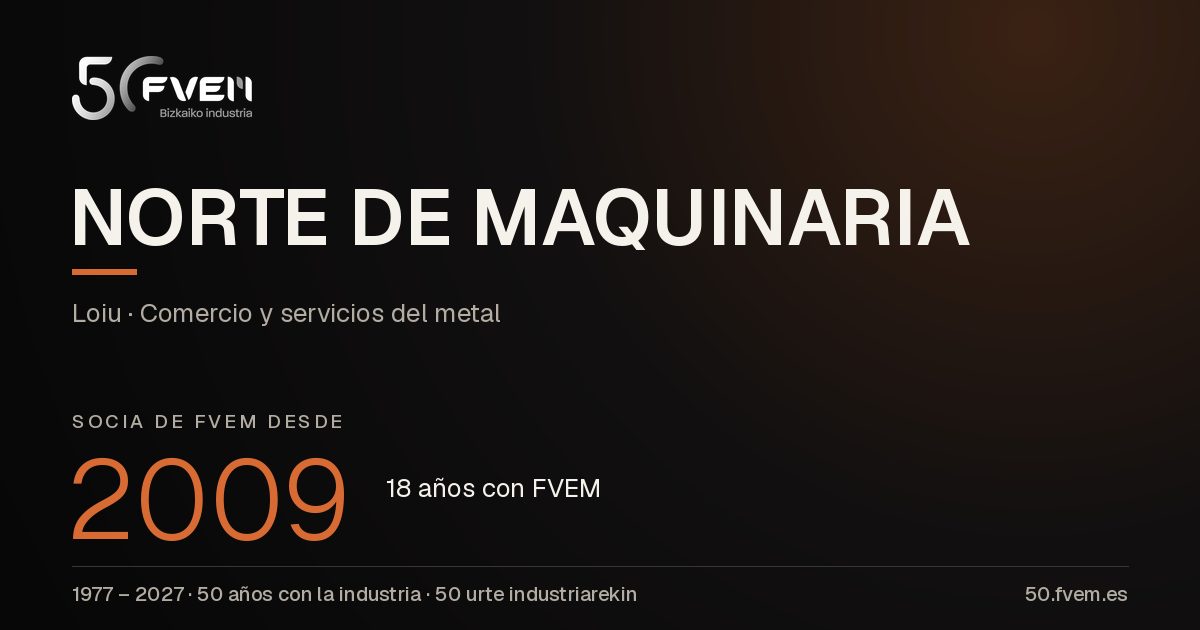 50 FVEM
Bizkaiko industria
NORTE DE MAQUINARIA
Loiu · Comercio y servicios del metal
SOCIA DE FVEM DESDE
2009
18 años con FVEM
1977 – 2027 · 50 años con la industria · 50 urte industriarekin
50.fvem.es